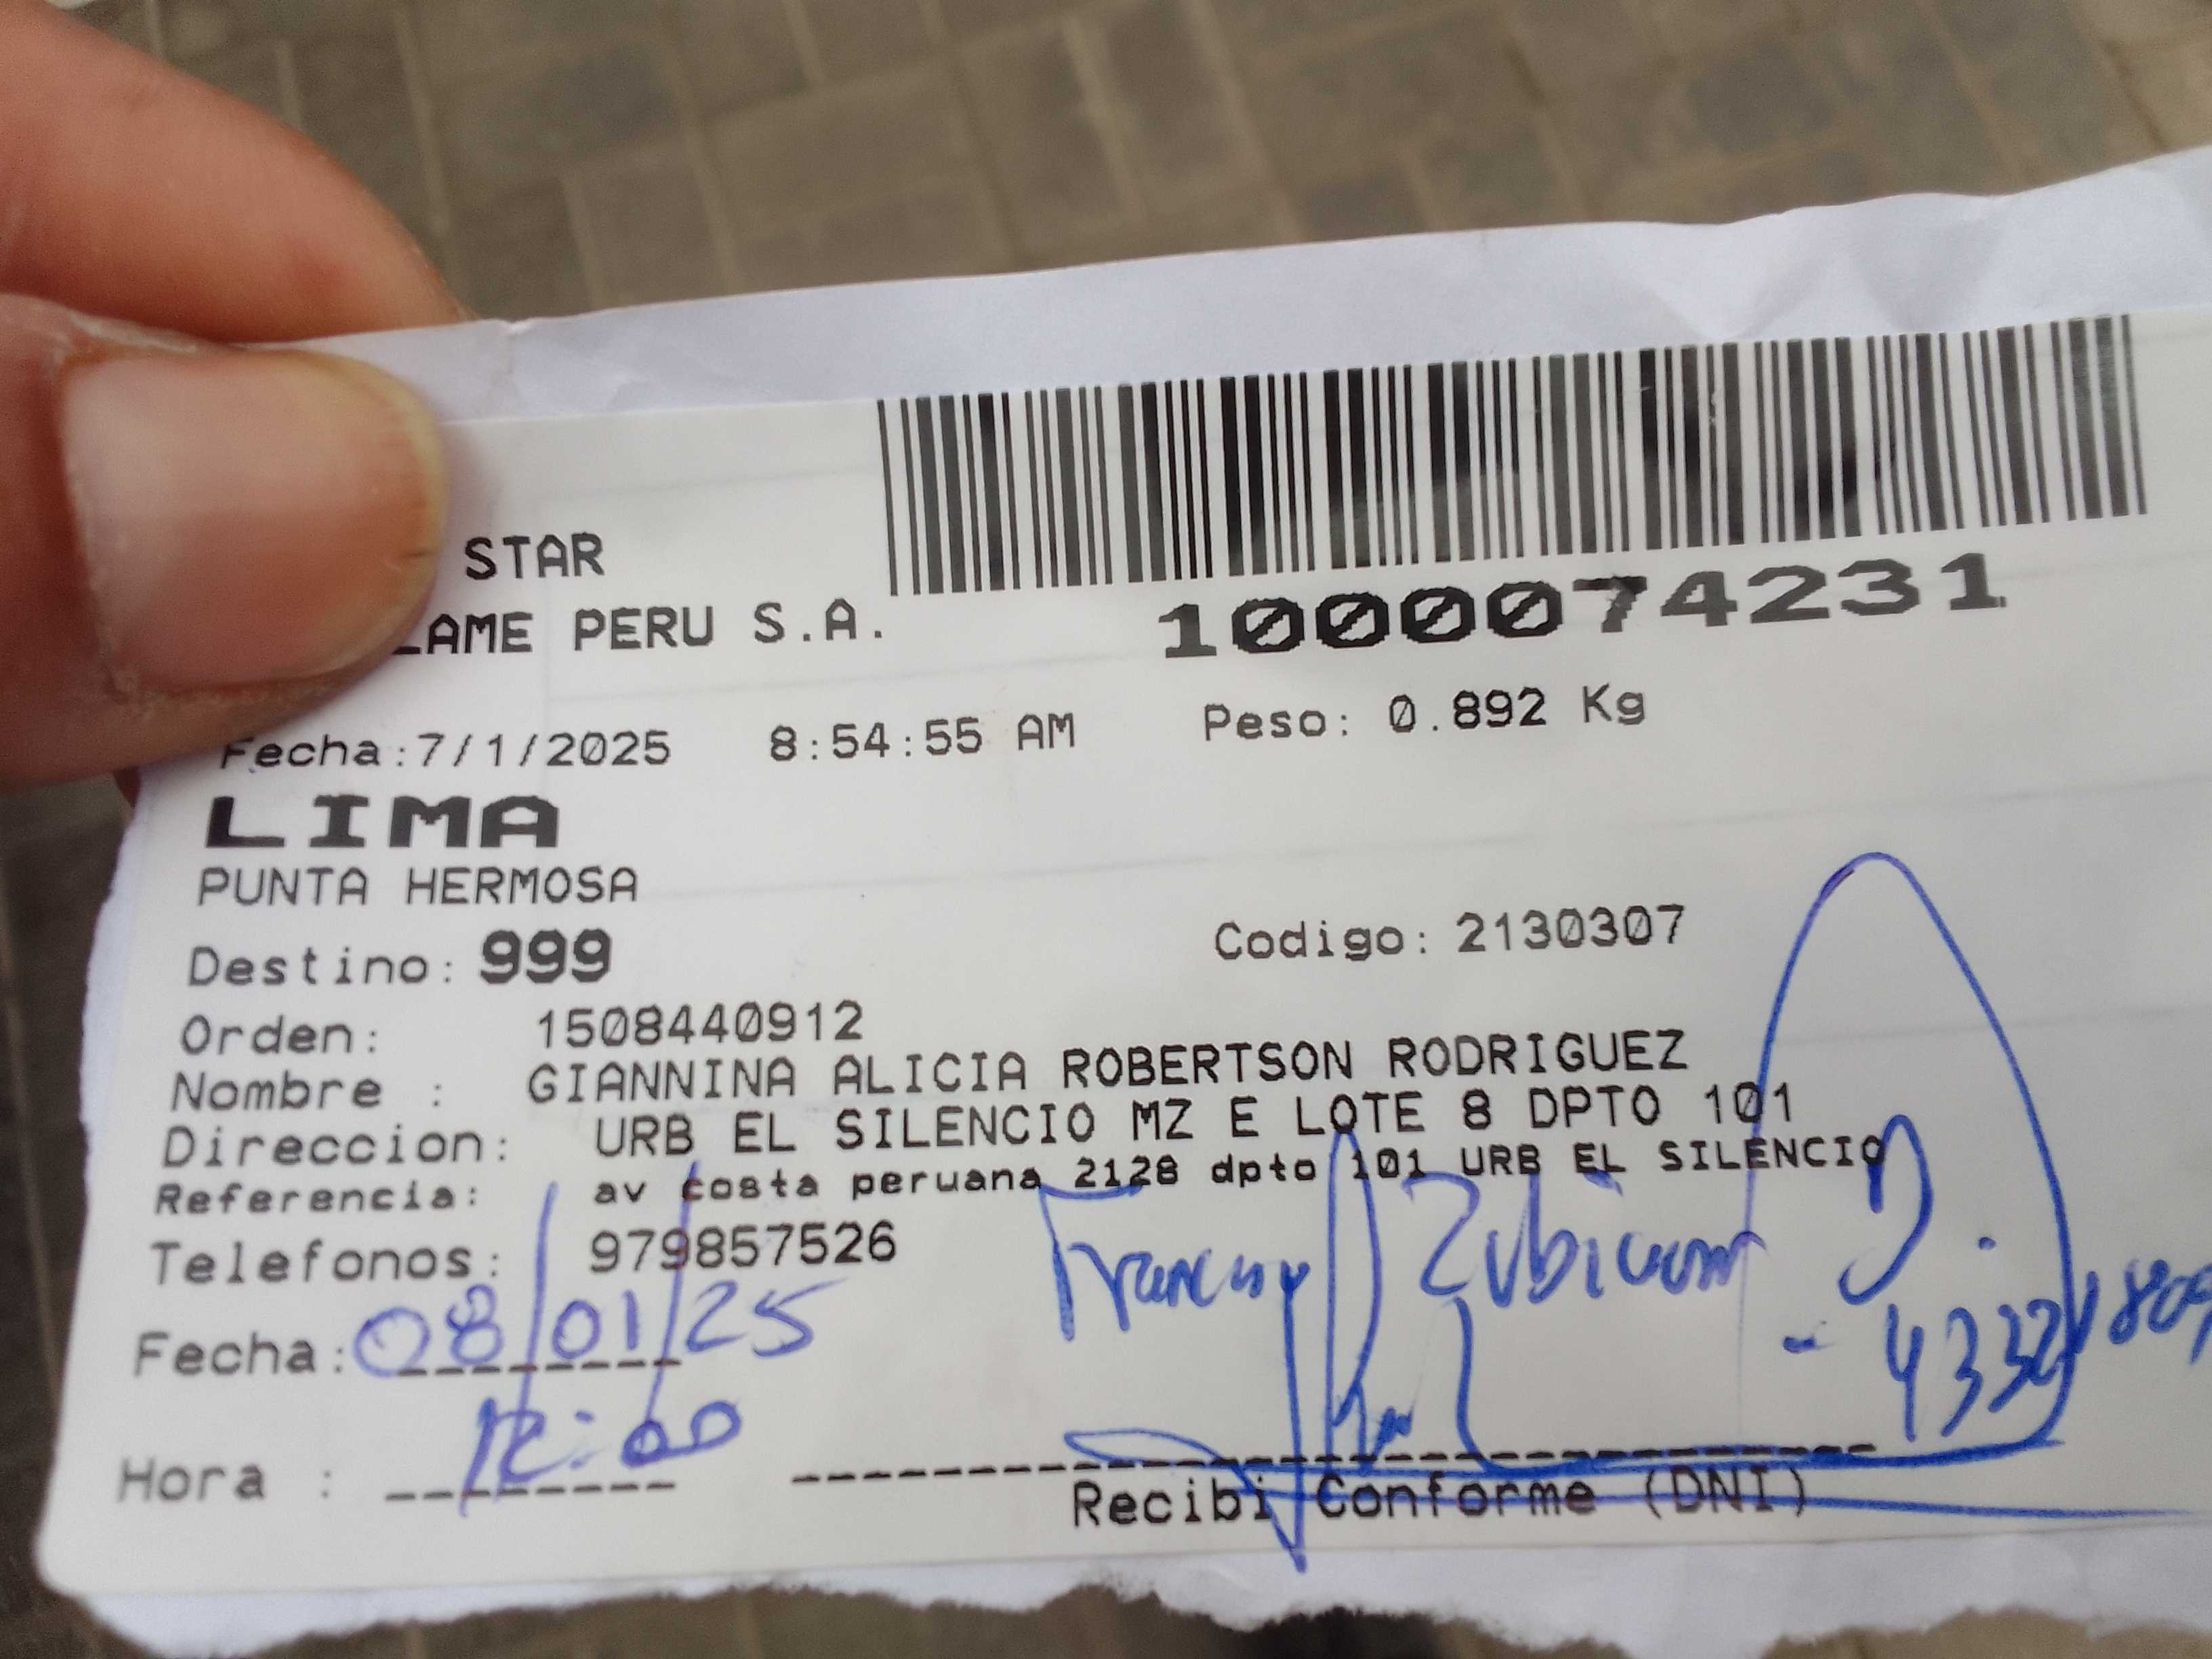 STAR
LAME PERU S.A.
1000074231
Fecha:7/1/2025 8:54:55 AM Peso: 0.892 Kg
LIMA
PUNTA HERMOSA
Destino: 999 Codigo: 2130307
Orden: 1508440912
Nombre : GIANNINA ALICIA ROBERTSON RODRIGUEZ
Direccion: URB EL SILENCIO MZ E LOTE 8 DPTO 101
Referencia: av costa peruana 2128 dpto 101 URB EL SILENCIO
Telefonos: 979857526
Fecha: 08/01/25
Hora : 12:00
Recibi Conforme (DNI)